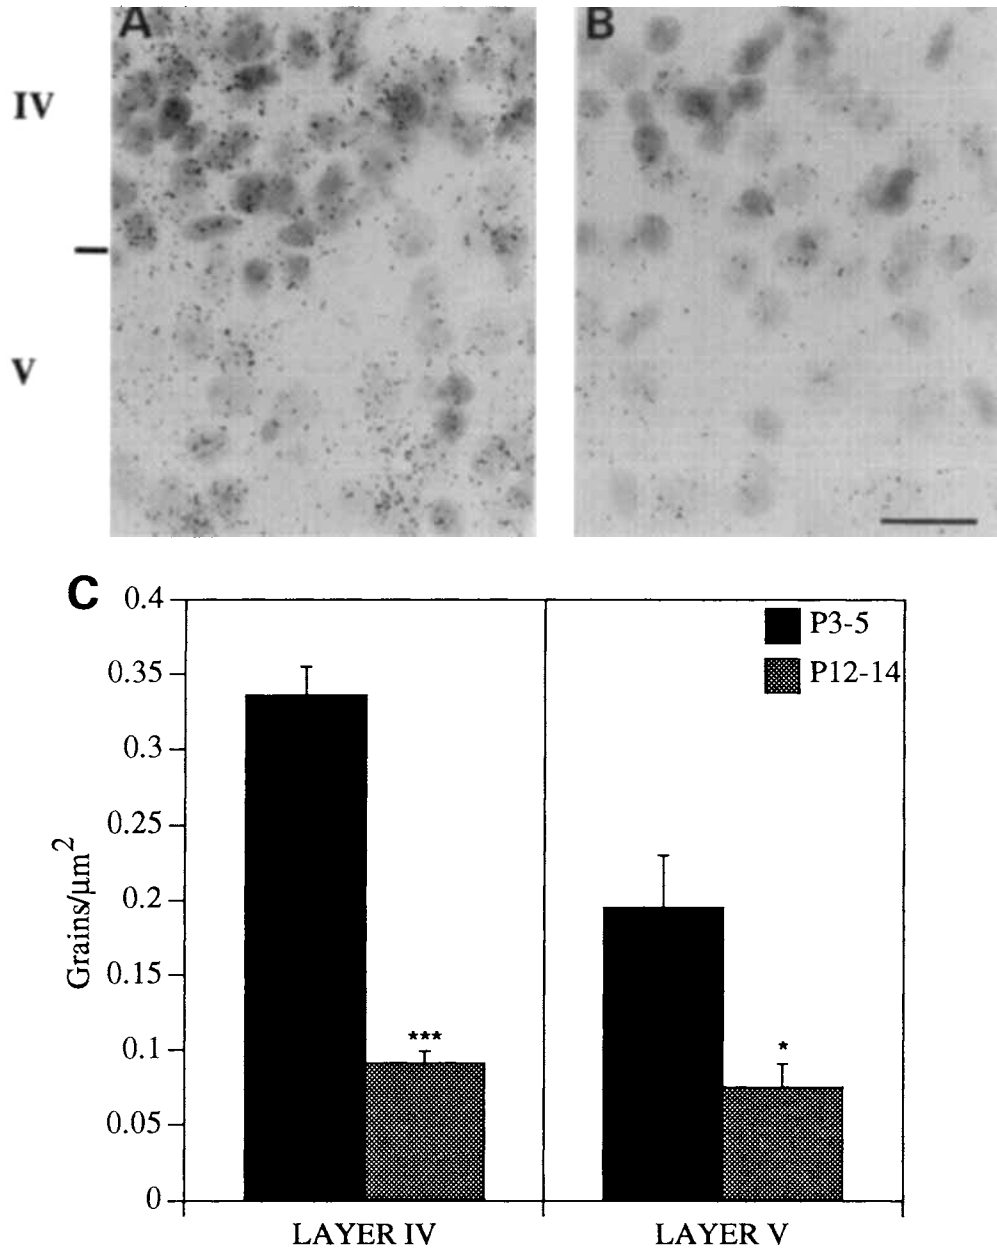 A
B
IV
V
C
0.4
0.35
0.3
0.25
0.2
0.15
0.1
0.05
0
Grains/μm²
P3-5
P12-14
***
*
LAYER IV
LAYER V